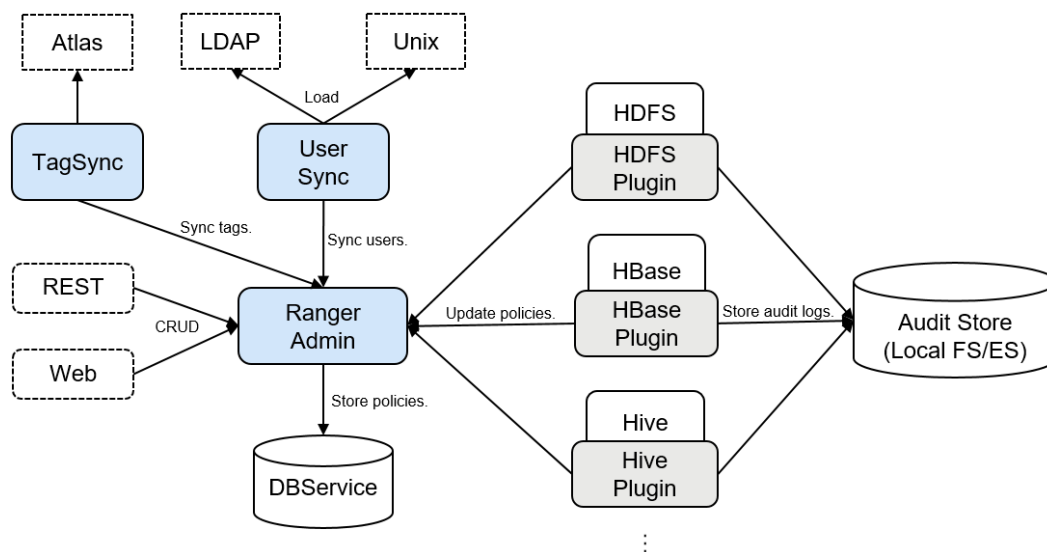 Atlas
LDAP
Unix
Load
HDFS
TagSync
User
Sync
HDFS
Plugin
Sync tags.
Sync users.
REST
HBase
Ranger
Admin
CRUD
Update policies.
HBase
Plugin
Store audit logs.
Audit Store
(Local FS/ES)
Web
Store policies.
Hive
Hive
Plugin
DBService
⋮